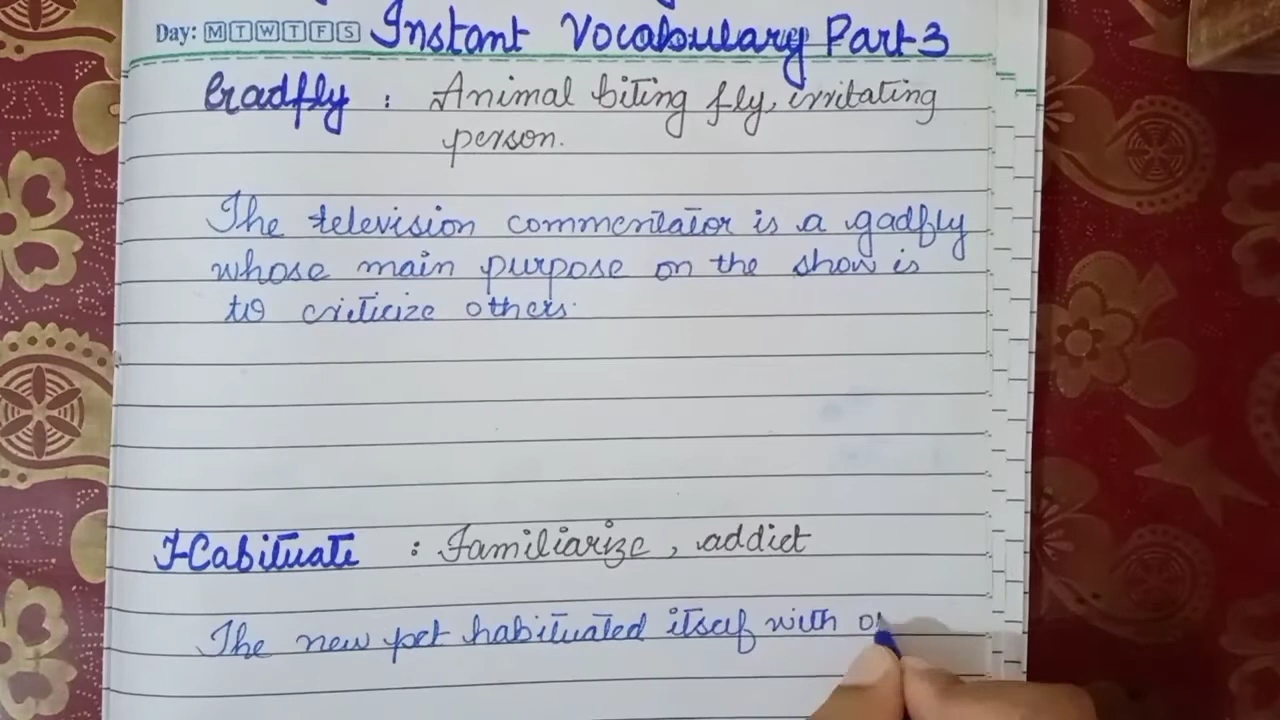 Day: M T W T F S Instant Vocabulary Part 3
Gadfly : Animal biting fly, irritating
person.
The television commentator is a gadfly
whose main purpose on the show is
to criticize others.
Habituate : Familiarize, addict
The new pet habituated itself with